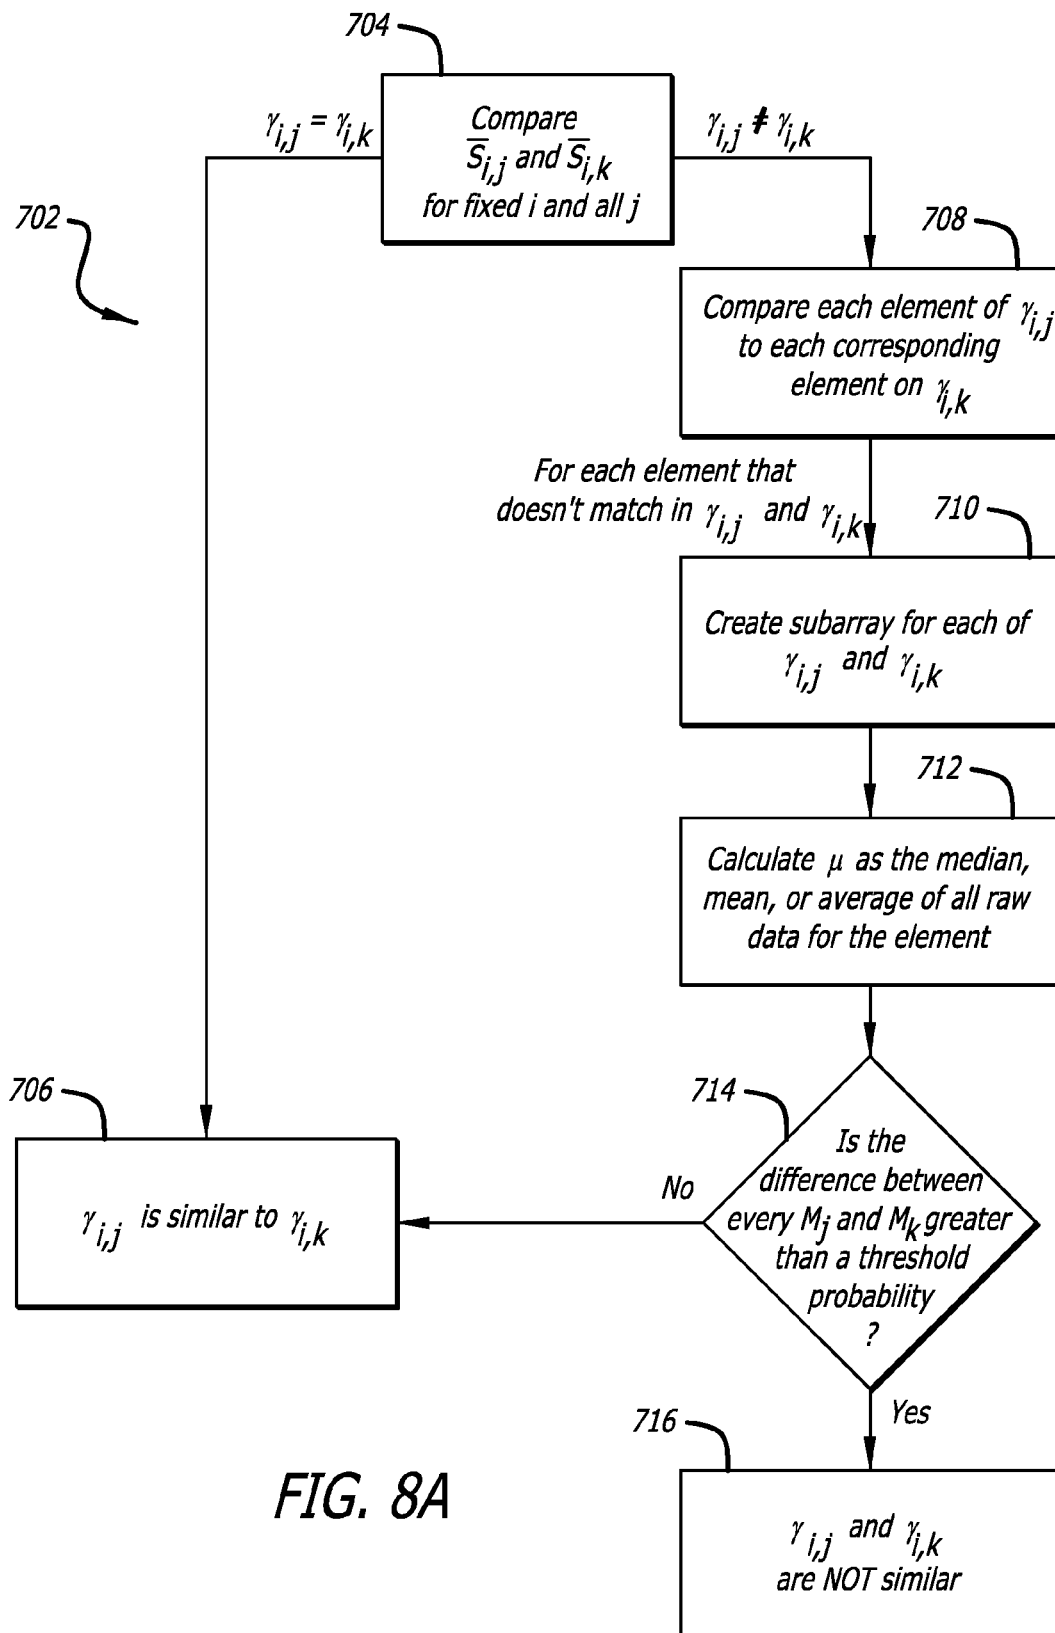 704
γi,j = γi,k
Compare
S̅i,j and S̅i,k
for fixed i and all j
γi,j ≠ γi,k
702
708
Compare each element of γi,j
to each corresponding
element on γi,k
For each element that
doesn't match in γi,j and γi,k
710
Create subarray for each of
γi,j and γi,k
712
Calculate μ as the median,
mean, or average of all raw
data for the element
706
γi,j is similar to γi,k
714
No
Is the
difference between
every Mj and Mk greater
than a threshold
probability
?
Yes
716
γi,j and γi,k
are NOT similar
FIG. 8A